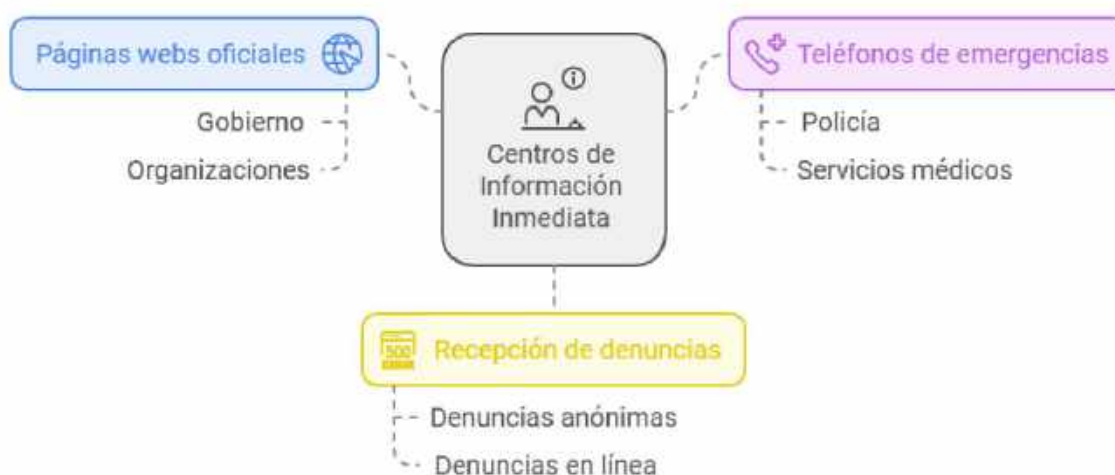 Páginas webs oficiales
Gobierno
Organizaciones
Centros de
Información
Inmediata
Teléfonos de emergencias
Policía
Servicios médicos
500
Recepción de denuncias
Denuncias anónimas
Denuncias en línea